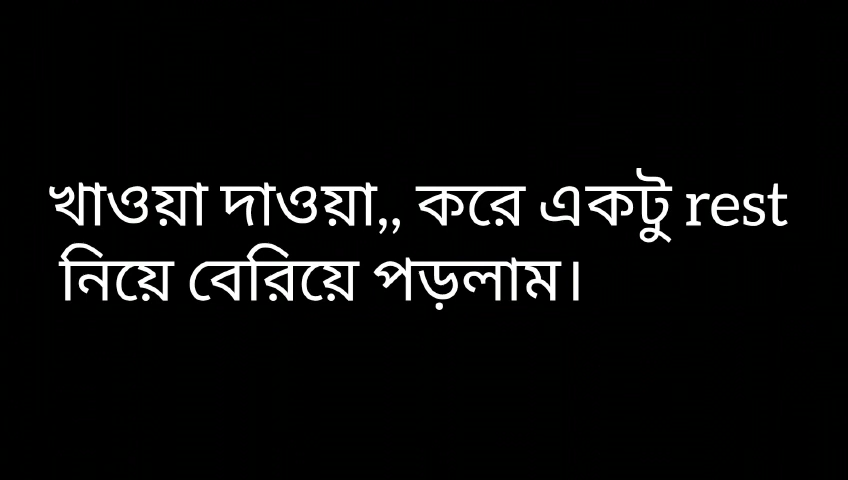 খাওয়া দাওয়া,, করে একটু rest
নিয়ে বেরিয়ে পড়লাম।